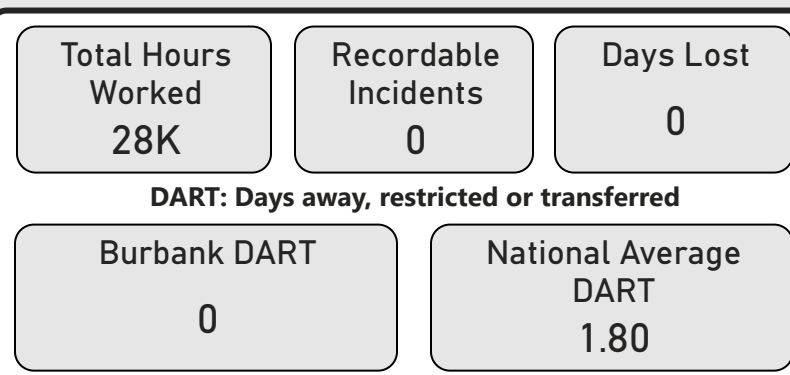 Total Hours
Worked
28K
Recordable
Incidents
0
Days Lost
0
DART: Days away, restricted or transferred
Burbank DART
0
National Average
DART
1.80